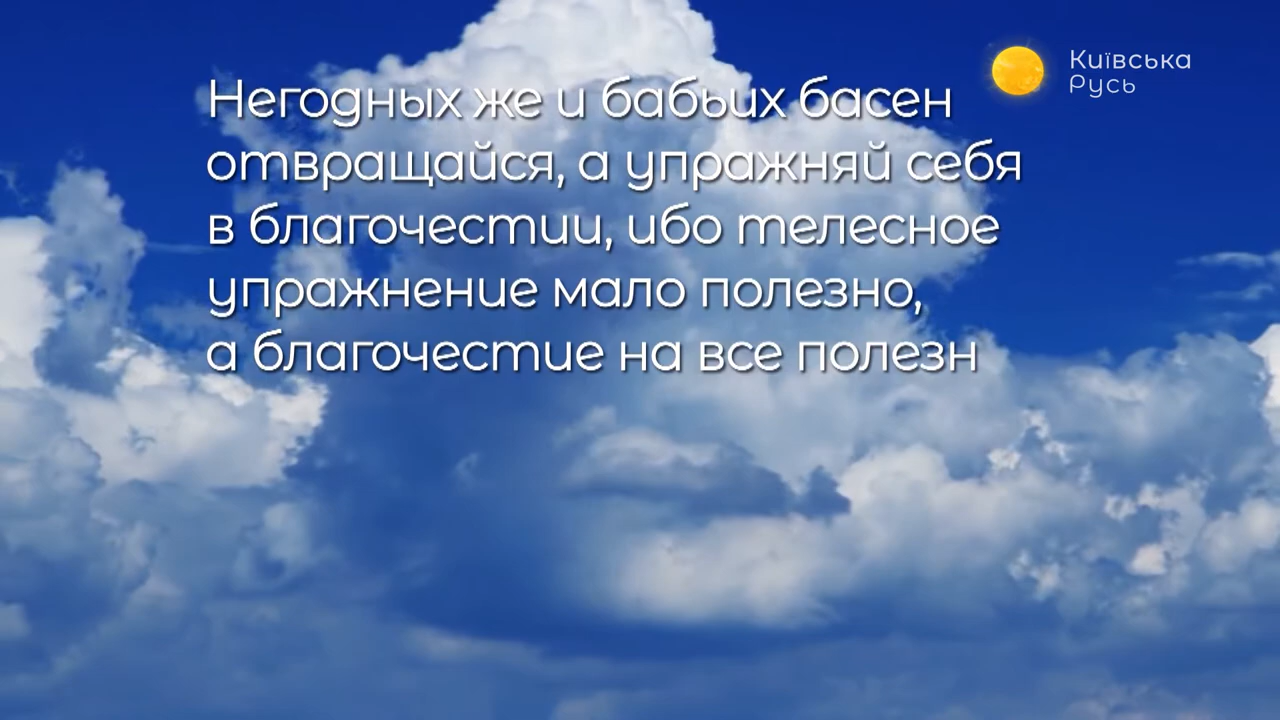 Негодных же и бабьих басен
отвращайся, а упражняй себя
в благочестии, ибо телесное
упражнение мало полезно,
а благочестие на все полезн
Київська
Русь